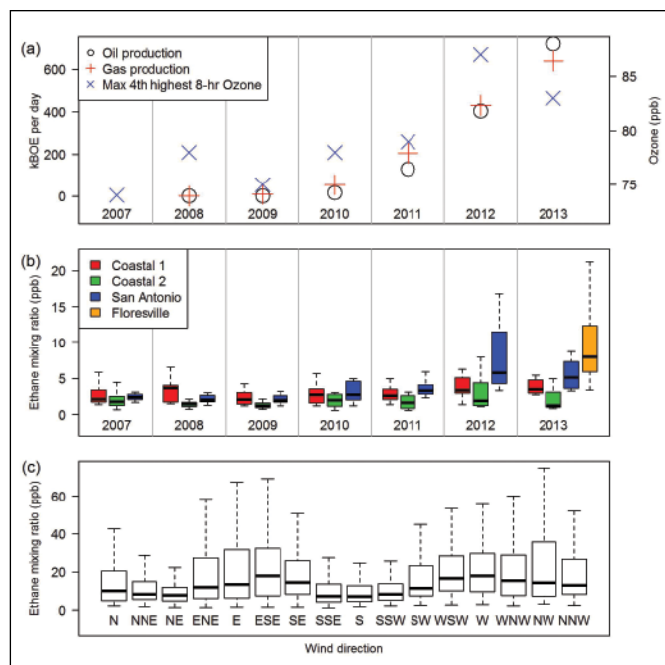 (a)
Oil production
Gas production
Max 4th highest 8-hr Ozone
kBOE per day
600
400
200
0
85
80
75
Ozone (ppb)
2007 2008 2009 2010 2011 2012 2013
(b)
Coastal 1
Coastal 2
San Antonio
Floresville
Ethane mixing ratio (ppb)
20
15
10
5
0
2007 2008 2009 2010 2011 2012 2013
(c)
Ethane mixing ratio (ppb)
60
40
20
0
N NNE NE ENE E ESE SE SSE S SSW SW WSW W WNW NW NNW
Wind direction